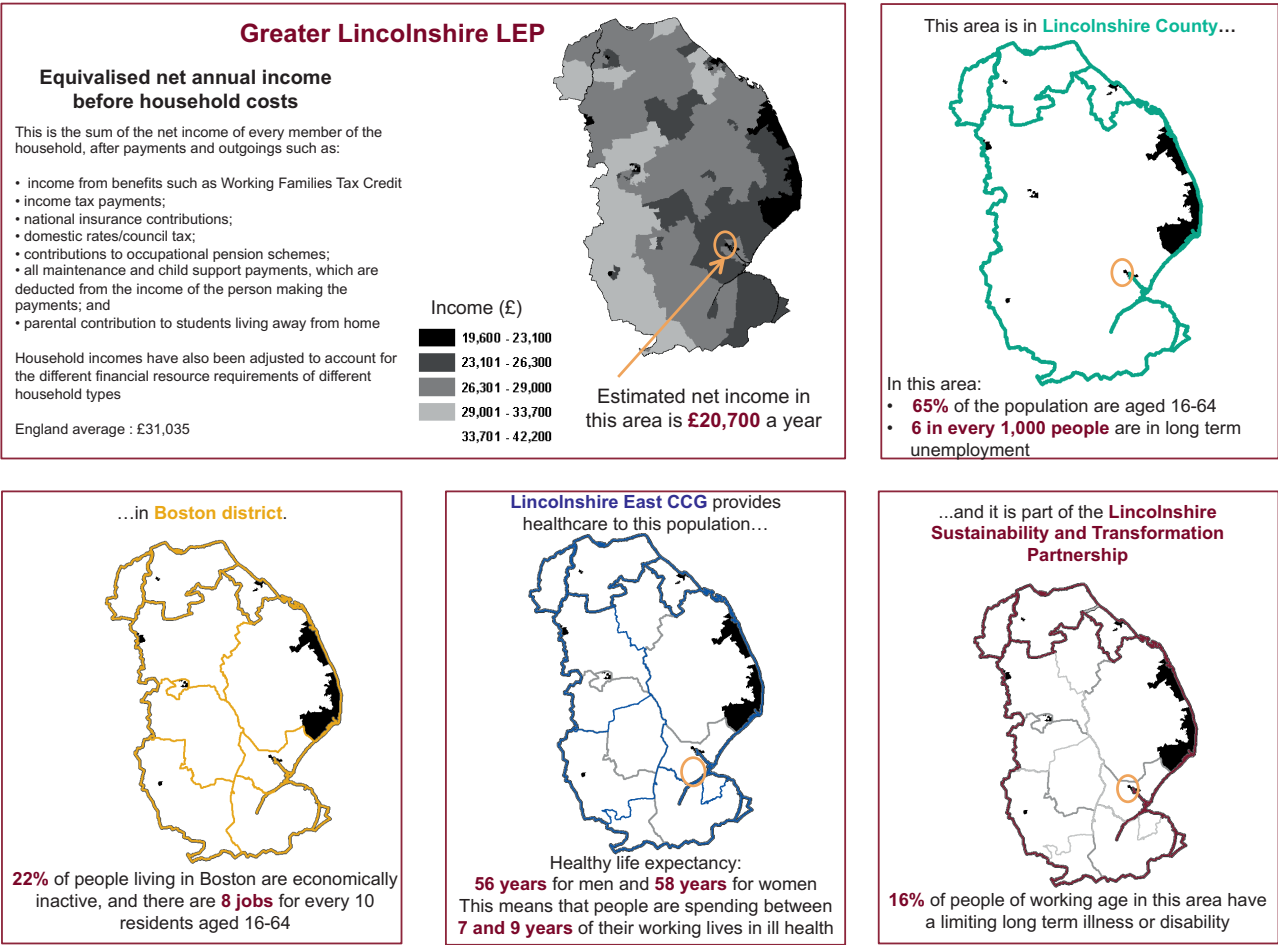 Greater Lincolnshire LEP
Equivalised net annual income
before household costs
This is the sum of the net income of every member of the
household, after payments and outgoings such as:
• income from benefits such as Working Families Tax Credit
• income tax payments;
• national insurance contributions;
• domestic rates/council tax;
• contributions to occupational pension schemes;
• all maintenance and child support payments, which are
deducted from the income of the person making the
payments; and
• parental contribution to students living away from home
Household incomes have also been adjusted to account for
the different financial resource requirements of different
household types
England average : £31,035
Income (£)
19,600 - 23,100
23,101 - 26,300
26,301 - 29,000
29,001 - 33,700
33,701 - 42,200
Estimated net income in
this area is £20,700 a year
This area is in Lincolnshire County…
In this area:
• 65% of the population are aged 16-64
• 6 in every 1,000 people are in long term
unemployment
…in Boston district.
22% of people living in Boston are economically
inactive, and there are 8 jobs for every 10
residents aged 16-64
Lincolnshire East CCG provides
healthcare to this population…
Healthy life expectancy:
56 years for men and 58 years for women
This means that people are spending between
7 and 9 years of their working lives in ill health
...and it is part of the Lincolnshire
Sustainability and Transformation
Partnership
16% of people of working age in this area have
a limiting long term illness or disability